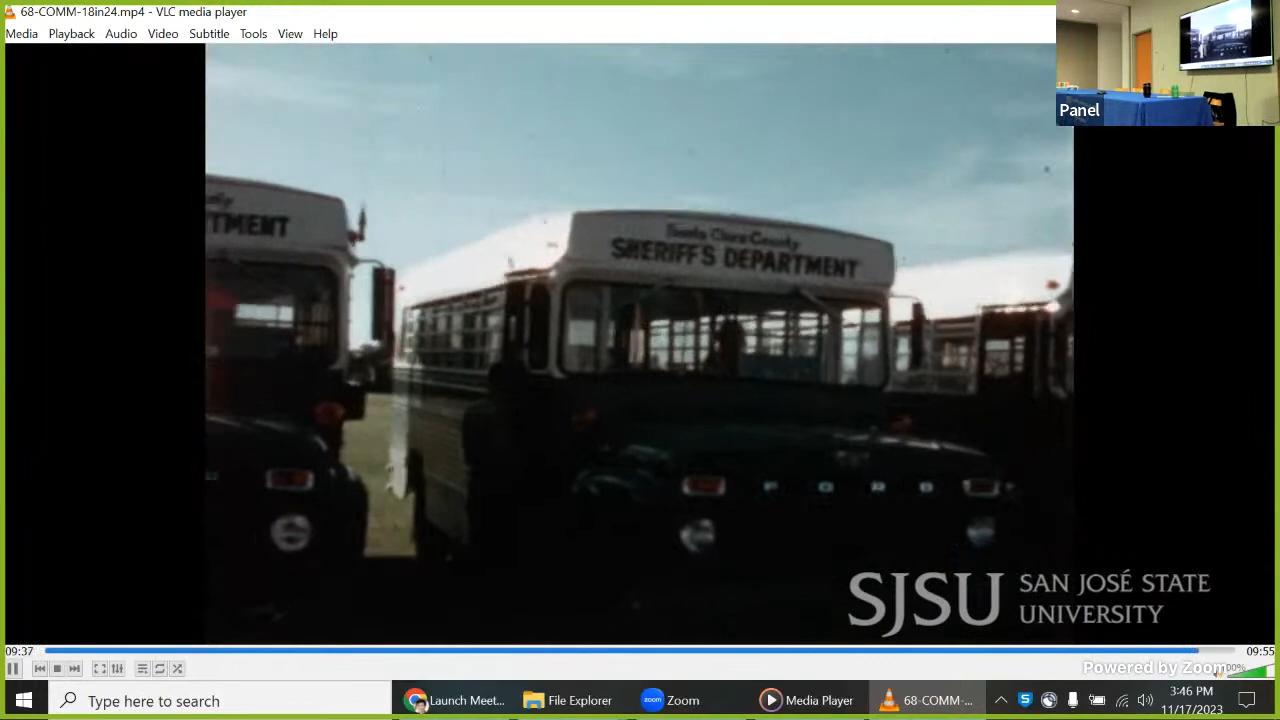 68-COMM-18in24.mp4 - VLC media player
Media Playback Audio Video Subtitle Tools View Help
Panel
TMENT
Santa Clara County
SHERIFF'S DEPARTMENT
FORD
SJSU SAN JOSÉ STATE
UNIVERSITY
09:37
09:55
Powered by Zoom
Type here to search
Launch Meet...
File Explorer
Zoom
Media Player
68-COMM-...
3:46 PM
11/17/2023